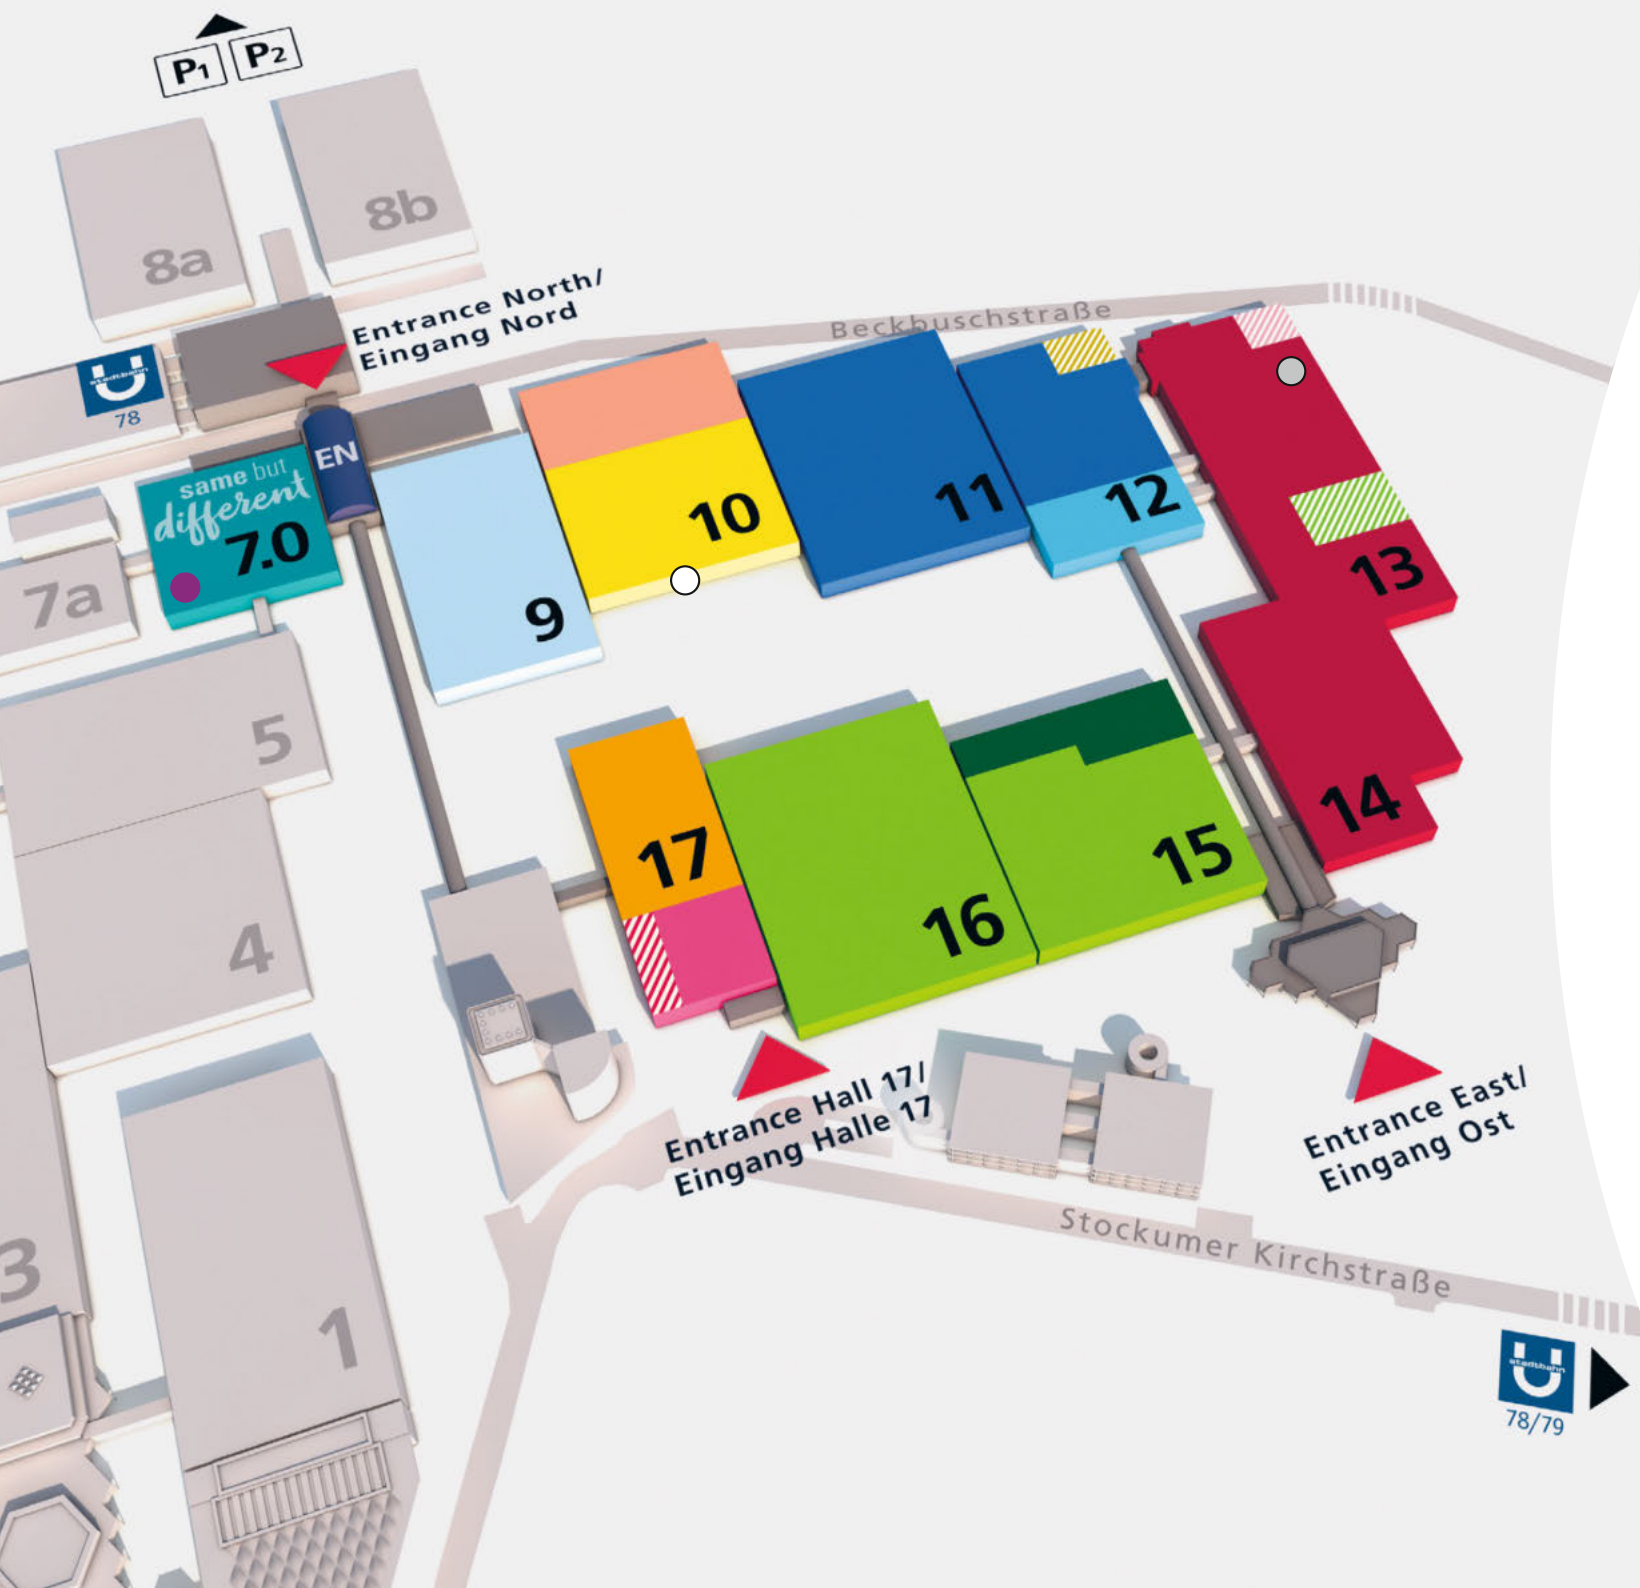 P1 P2
8b
8a
Entrance North/
Eingang Nord
Beckbuschstraße
stadtbahn
78
EN
same but
different
7.0
7a
9
10
11
12
13
5
17
16
15
14
4
Entrance Hall 17/
Eingang Halle 17
Entrance East/
Eingang Ost
Stockumer Kirchstraße
3
1
stadtbahn
78/79